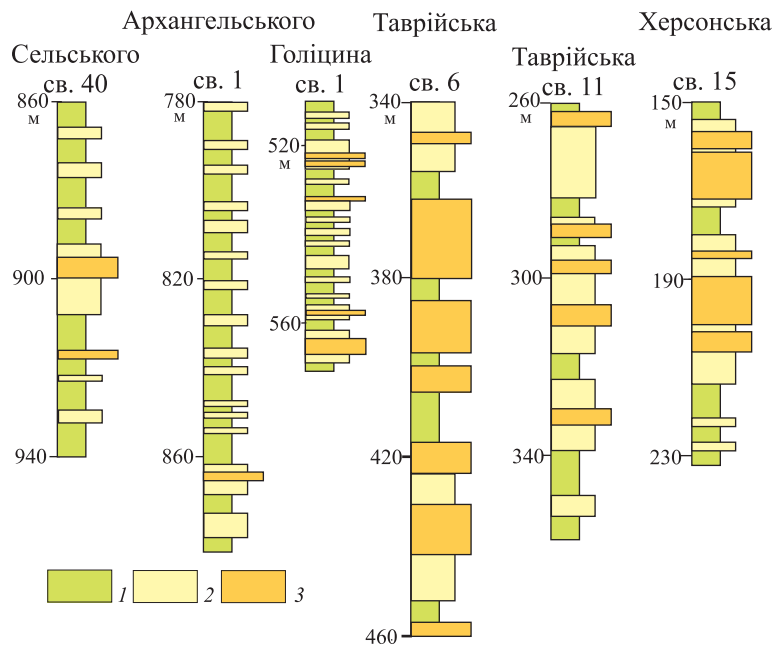 Архангельського
Таврійська
Херсонська
Сельського
Голіцина
Таврійська
св. 40
св. 1
св. 1
св. 6
св. 11
св. 15
860
м
900
940
780
м
820
860
520
м
560
340
м
380
420
460
260
м
300
340
150
м
190
230
1
2
3